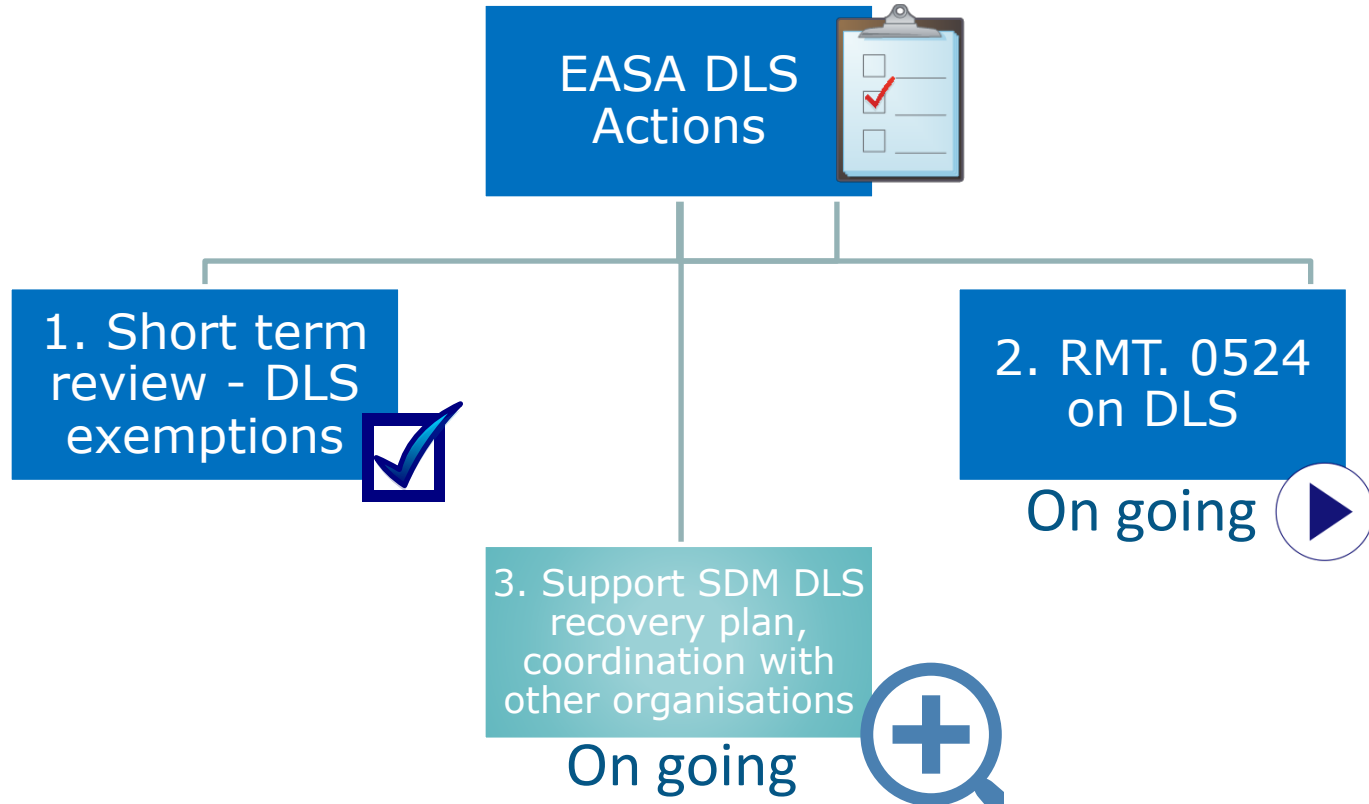 EASA DLS
Actions
1. Short term
review - DLS
exemptions
2. RMT. 0524
on DLS
On going
3. Support SDM DLS
recovery plan,
coordination with
other organisations
On going